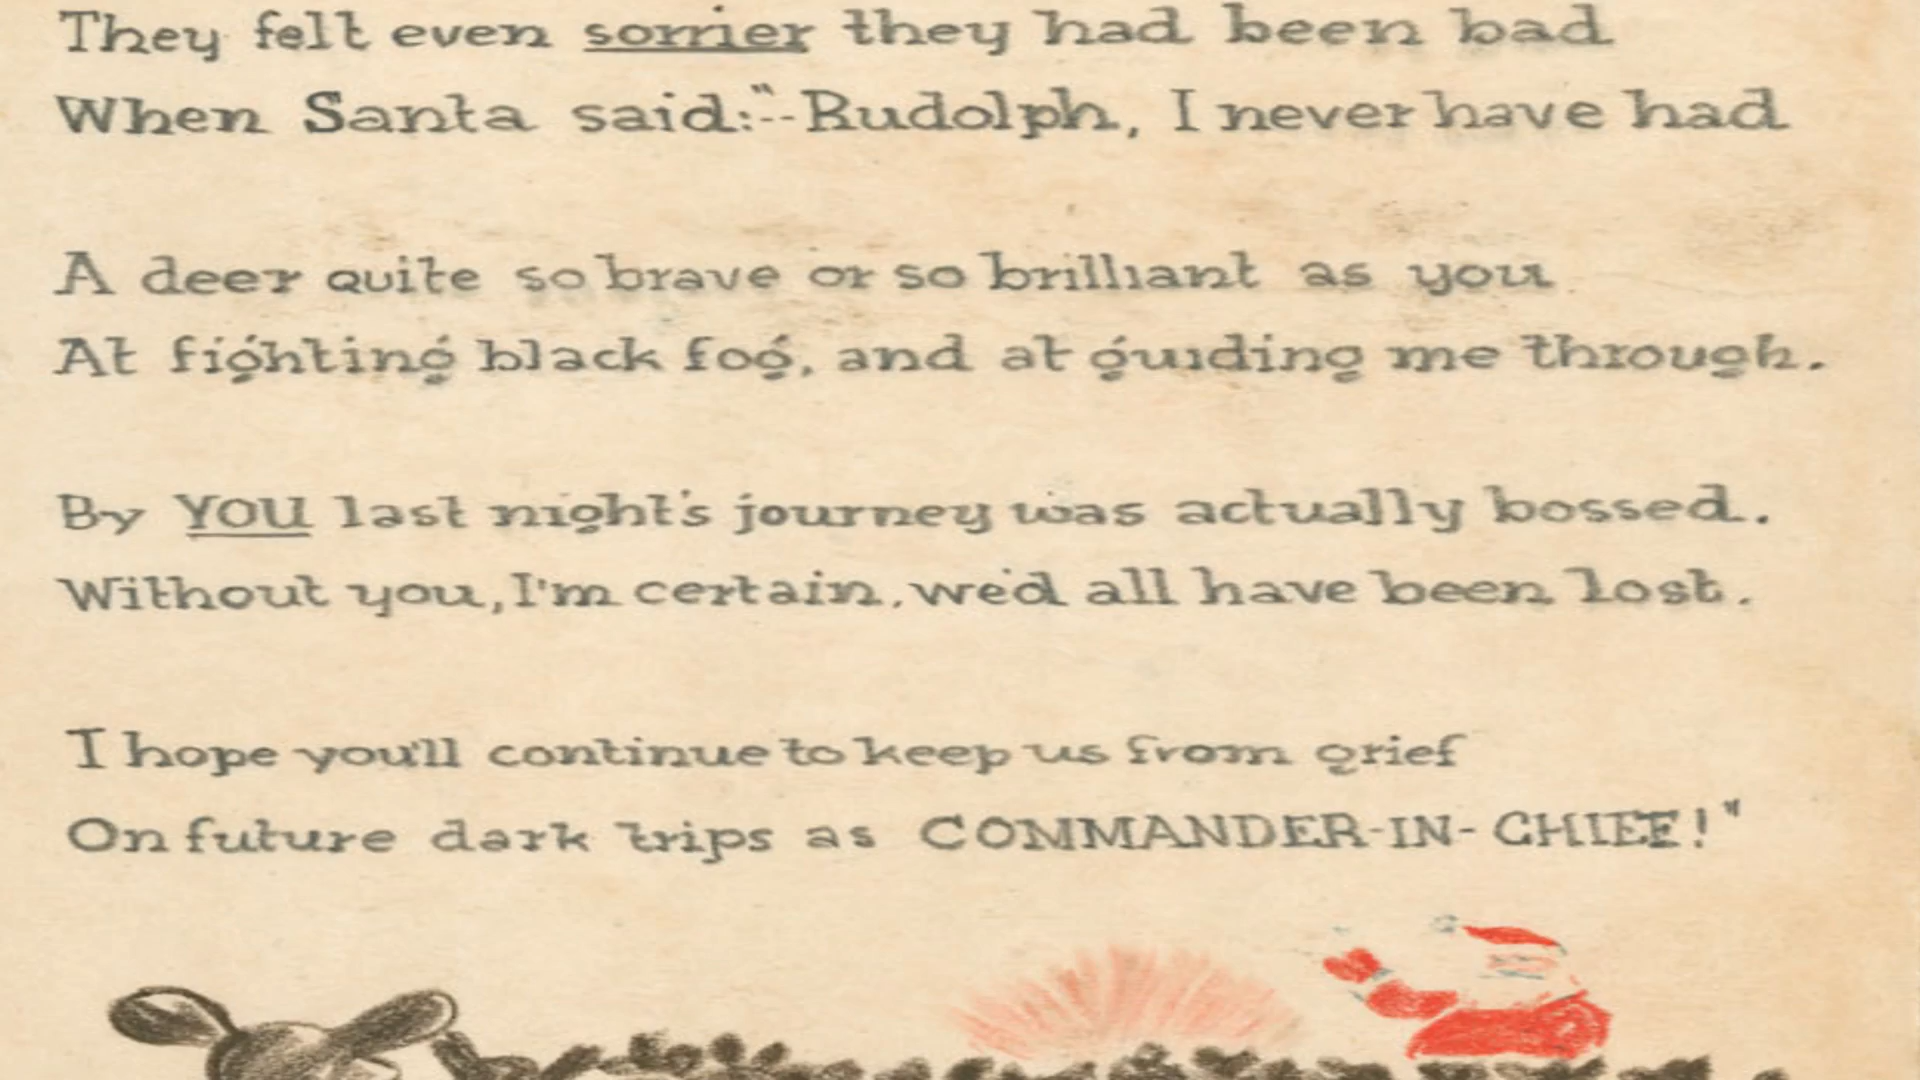 They felt even sorrier they had been bad
When Santa said:"--Rudolph, I never have had
A deer quite so brave or so brilliant as you
At fighting black fog, and at guiding me through.
By YOU last night's journey was actually bossed.
Without you, I'm certain, we'd all have been lost.
I hope you'll continue to keep us from grief
On future dark trips as COMMANDER-IN-CHIEF!"